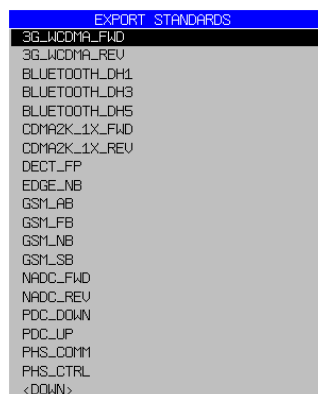 EXPORT STANDARDS
3G_WCDMA_FWD
3G_WCDMA_REV
BLUETOOTH_DH1
BLUETOOTH_DH3
BLUETOOTH_DH5
CDMA2K_1X_FWD
CDMA2K_1X_REV
DECT_FP
EDGE_NB
GSM_AB
GSM_FB
GSM_NB
GSM_SB
NADC_FWD
NADC_REV
PDC_DOWN
PDC_UP
PHS_COMM
PHS_CTRL
<DOWN>